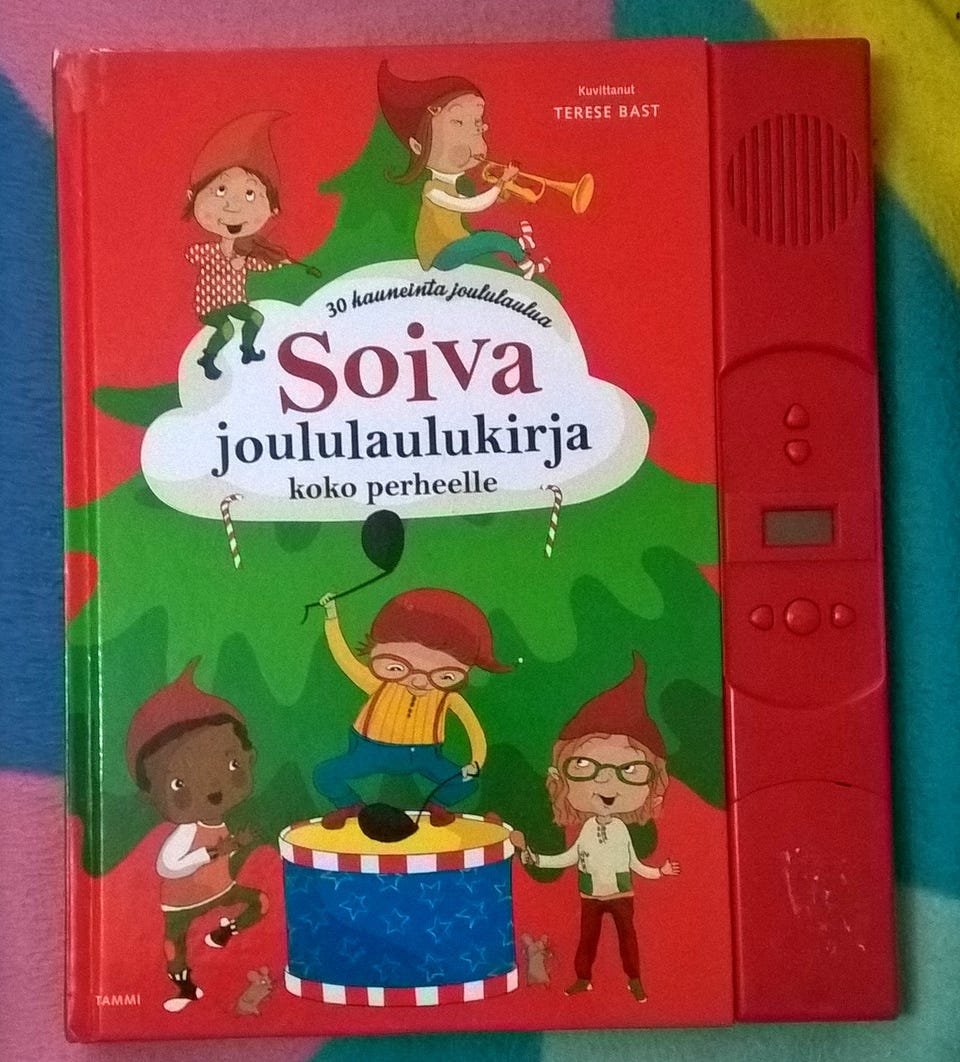 Kuvittanut
TERESE BAST
30 kauneinta joululaulua
Soiva
joululaulukirja
koko perheelle
TAMMI